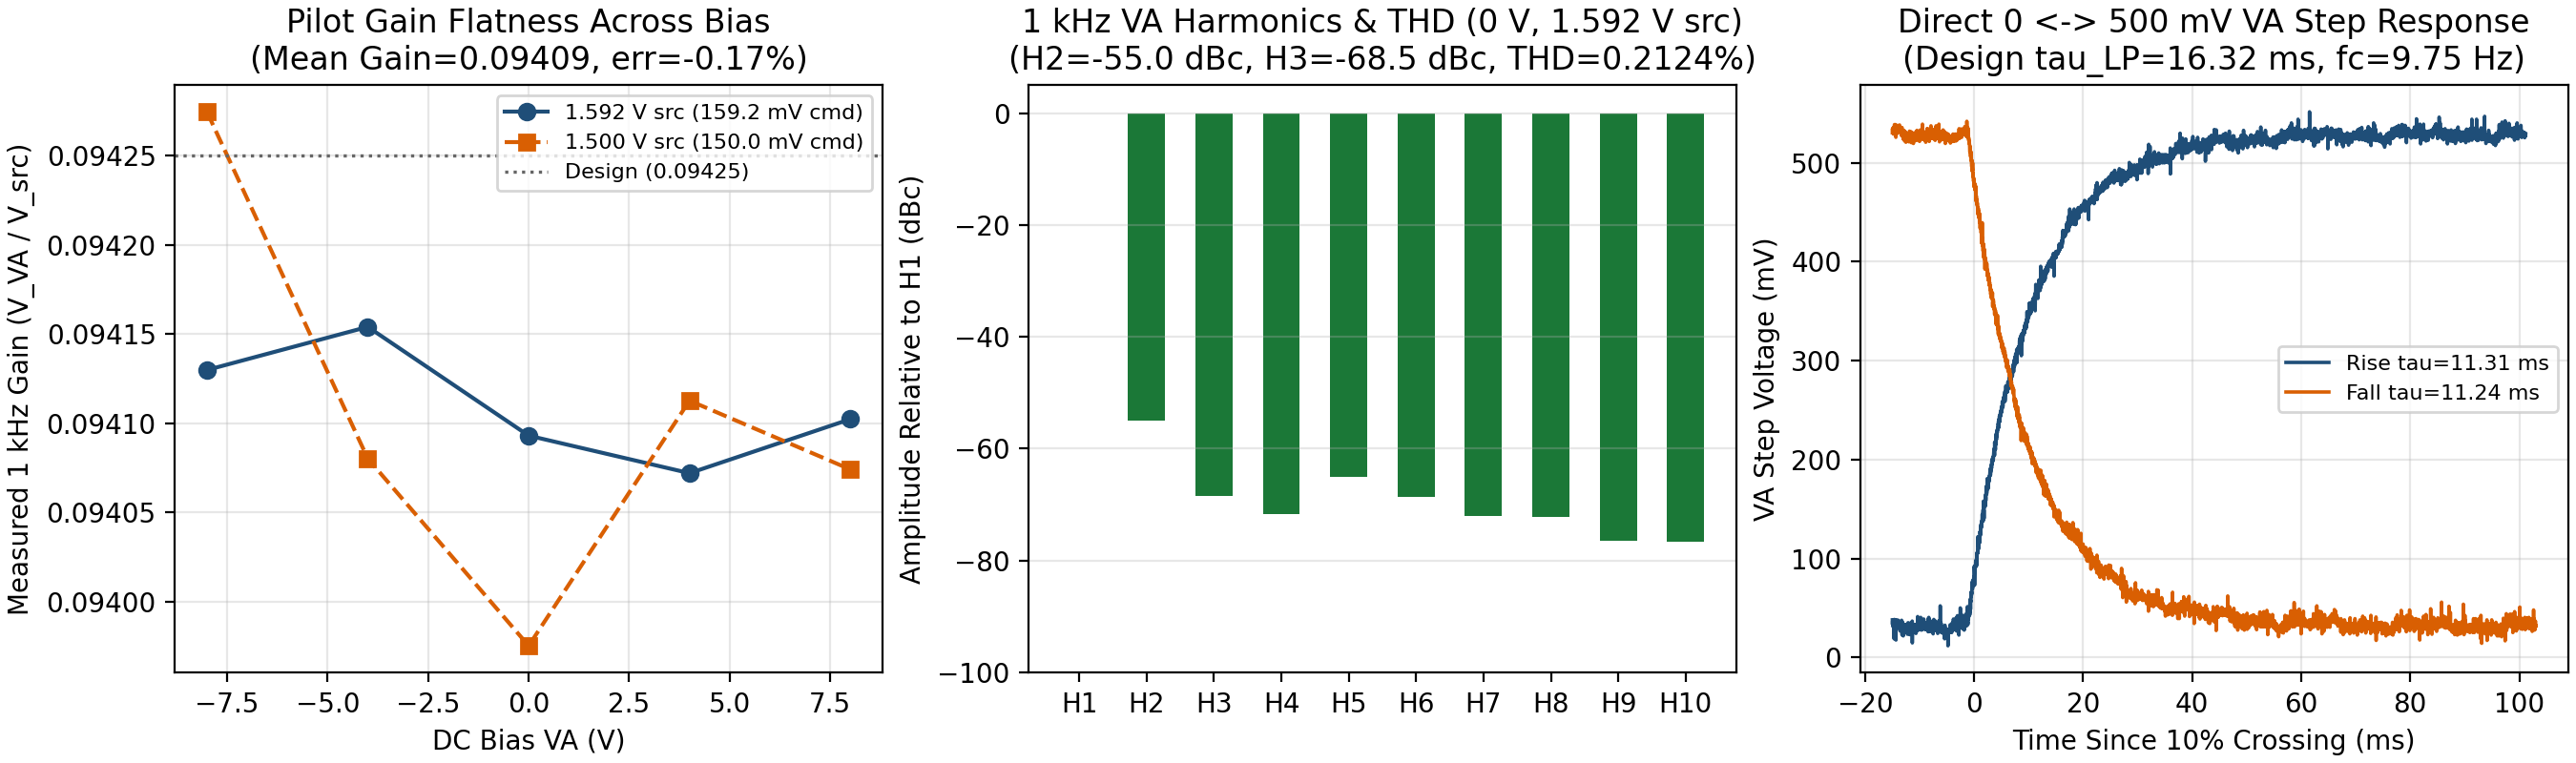 Pilot Gain Flatness Across Bias
(Mean Gain=0.09409, err=-0.17%)
Measured 1 kHz Gain (V_VA / V_src)
0.09425
0.09420
0.09415
0.09410
0.09405
0.09400
1.592 V src (159.2 mV cmd)
1.500 V src (150.0 mV cmd)
Design (0.09425)
−7.5 −5.0 −2.5 0.0 2.5 5.0 7.5
DC Bias VA (V)
1 kHz VA Harmonics & THD (0 V, 1.592 V src)
(H2=-55.0 dBc, H3=-68.5 dBc, THD=0.2124%)
Amplitude Relative to H1 (dBc)
0
−20
−40
−60
−80
−100
H1 H2 H3 H4 H5 H6 H7 H8 H9 H10
Direct 0 <-> 500 mV VA Step Response
(Design tau_LP=16.32 ms, fc=9.75 Hz)
VA Step Voltage (mV)
500
400
300
200
100
0
Rise tau=11.31 ms
Fall tau=11.24 ms
−20 0 20 40 60 80 100
Time Since 10% Crossing (ms)